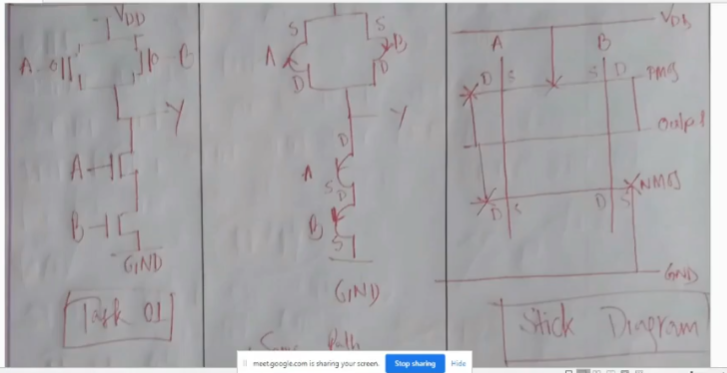 VDD
A
B
Y
A
B
GND
Task 01
S
S
A
B
D
D
Y
D
A
S
D
B
S
GND
Same Path
VDD
A
B
D
S
S
D
PMOS
Output
NMOS
D
S
D
S
GND
Stick Diagram
meet.google.com is sharing your screen.
Stop sharing
Hide